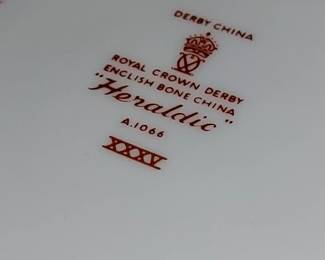 DERBY CHINA
ROYAL CROWN DERBY
ENGLISH BONE CHINA
"Heraldic"
A.1066
XXXV